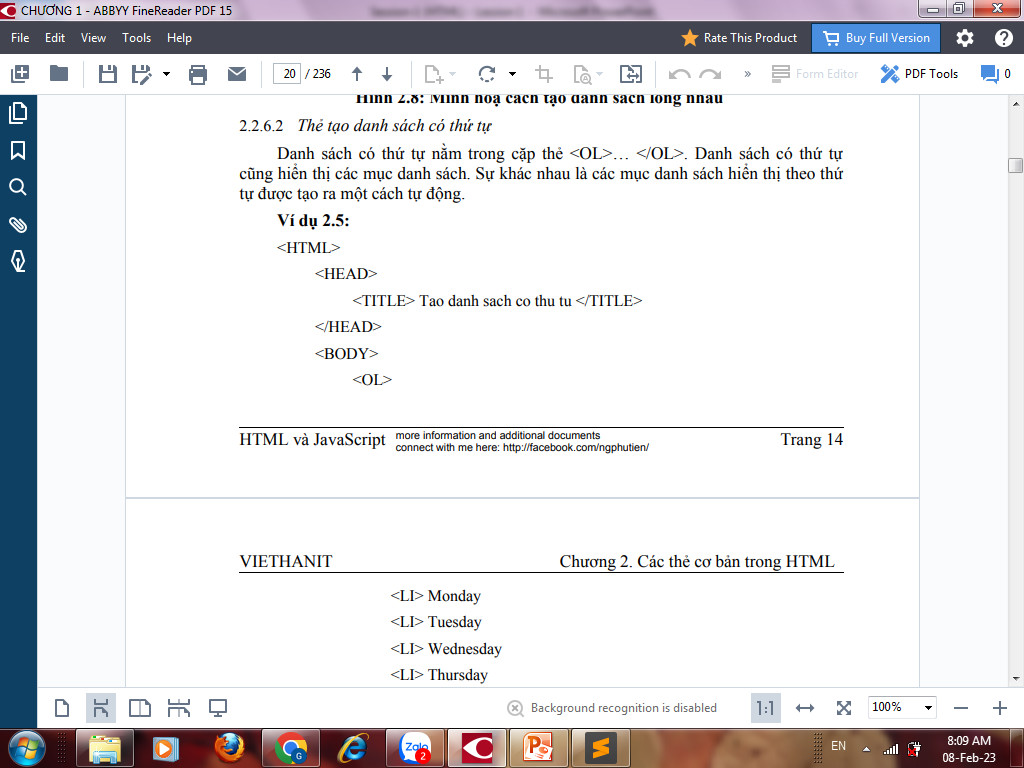 CHƯƠNG 1 - ABBYY FineReader PDF 15
File Edit View Tools Help
Rate This Product
Buy Full Version
20 / 236
Form Editor
PDF Tools
0
Hình 2.8: Minh hoạ cách tạo danh sách lồng nhau
2.2.6.2 Thẻ tạo danh sách có thứ tự
Danh sách có thứ tự nằm trong cặp thẻ <OL>… </OL>. Danh sách có thứ tự
cũng hiển thị các mục danh sách. Sự khác nhau là các mục danh sách hiển thị theo thứ
tự được tạo ra một cách tự động.
Ví dụ 2.5:
<HTML>
<HEAD>
<TITLE> Tao danh sach co thu tu </TITLE>
</HEAD>
<BODY>
<OL>
HTML và JavaScript
more information and additional documents
connect with me here: http://facebook.com/ngphutien/
Trang 14
VIETHANIT Chương 2. Các thẻ cơ bản trong HTML
<LI> Monday
<LI> Tuesday
<LI> Wednesday
<LI> Thursday
Background recognition is disabled
1:1
100%
Zalo
2
EN
8:09 AM
08-Feb-23